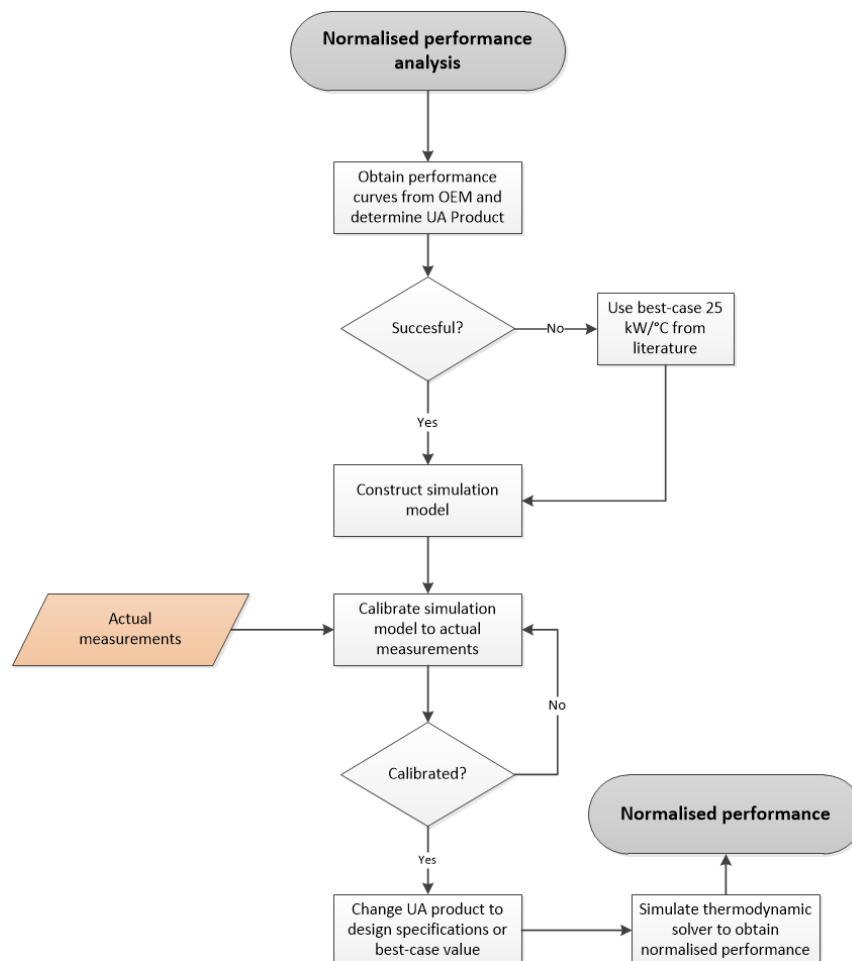 Normalised performance
analysis
Obtain performance
curves from OEM and
determine UA Product
Succesful?
No
Use best-case 25
kW/°C from
literature
Yes
Construct simulation
model
Actual
measurements
Calibrate simulation
model to actual
measurements
No
Calibrated?
Normalised performance
Yes
Change UA product to
design specifications or
best-case value
Simulate thermodynamic
solver to obtain
normalised performance